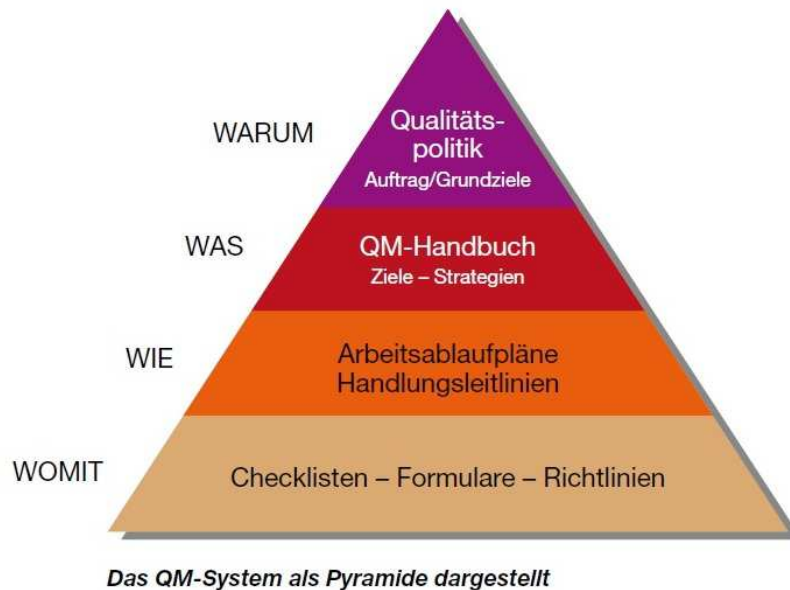 WARUM
Qualitäts-
politik
Auftrag/Grundziele
WAS
QM-Handbuch
Ziele – Strategien
WIE
Arbeitsablaufpläne
Handlungsleitlinien
WOMIT
Checklisten – Formulare – Richtlinien
Das QM-System als Pyramide dargestellt